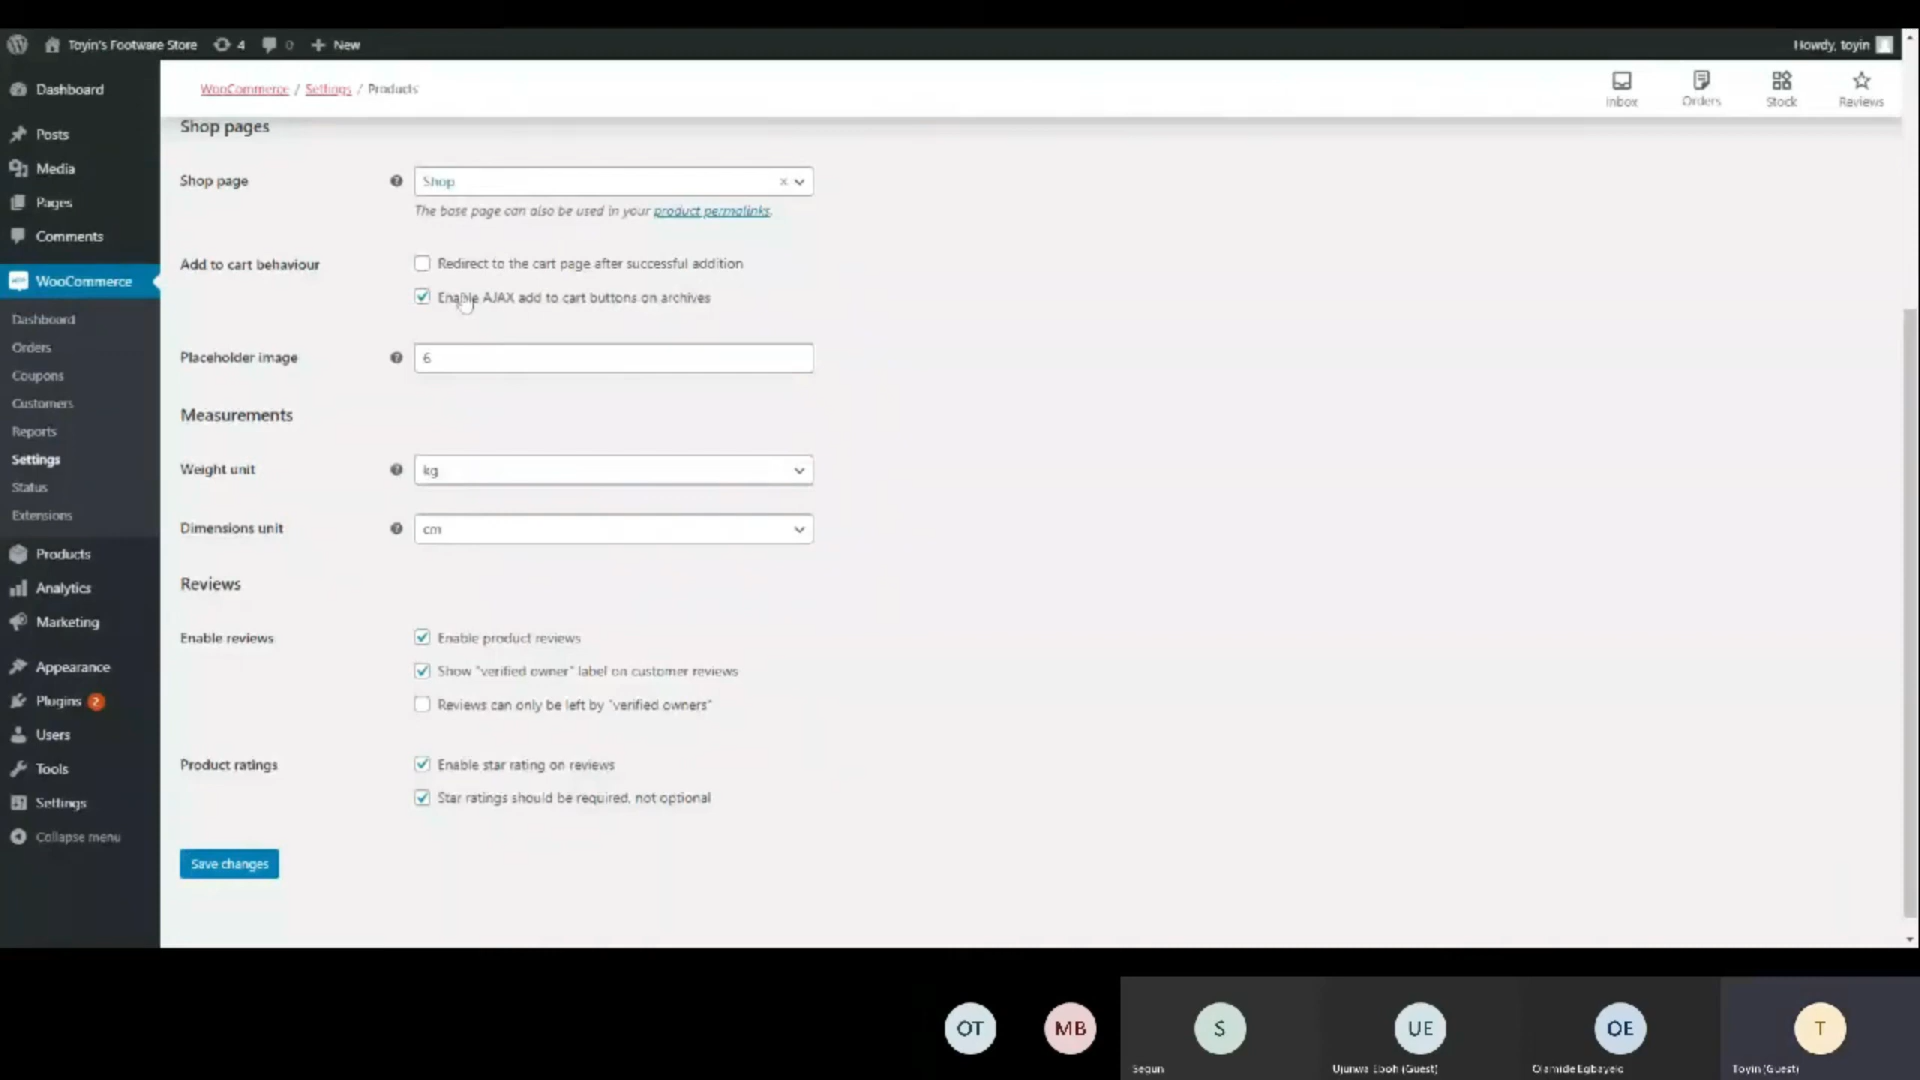 Toyin's Footware Store 4 0 New Howdy, toyin
Dashboard
Posts
Media
Pages
Comments
WooCommerce
Dashboard
Orders
Coupons
Customers
Reports
Settings
Status
Extensions
Products
Analytics
Marketing
Appearance
Plugins 2
Users
Tools
Settings
Collapse menu
WooCommerce / Settings / Products
Inbox
Orders
Stock
Reviews
Shop pages
Shop page
Shop
The base page can also be used in your product permalinks.
Add to cart behaviour
Redirect to the cart page after successful addition
Enable AJAX add to cart buttons on archives
Placeholder image
6
Measurements
Weight unit
kg
Dimensions unit
cm
Reviews
Enable reviews
Enable product reviews
Show "verified owner" label on customer reviews
Reviews can only be left by "verified owners"
Product ratings
Enable star rating on reviews
Star ratings should be required, not optional
Save changes
OT
MB
S
UE
OE
T
Segun
(Guest)
Olamide Egbayelo
Toyin (Guest)